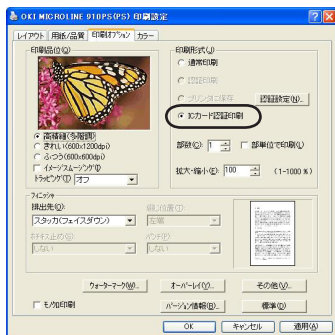 OKI MICROLINE 910PS(PS) 印刷設定
レイアウト 用紙/品質 印刷オプション カラー
印刷品位(Q)
高精細(多階調)
きれい(600x1200dpi)
ふつう(600x600dpi)
イメージスムージング(I)
トラッピング(T) オフ
印刷形式(J)
通常印刷
認証印刷
プリンタに保存 認証設定(N)...
ICカード認証印刷
部数(C): 1 部単位で印刷(L)
拡大・縮小(E): 100 (1-1000 %)
フィニッシャ
排出先(O):
スタッカ(フェイスダウン)
綴じ位置(T):
左端
ホチキス止め(S):
しない
パンチ(P):
しない
ウォーターマーク(W)... オーバーレイ(Y)... その他(V)...
モノクロ印刷 バージョン情報(B)... 標準(D)
OK キャンセル 適用(A)